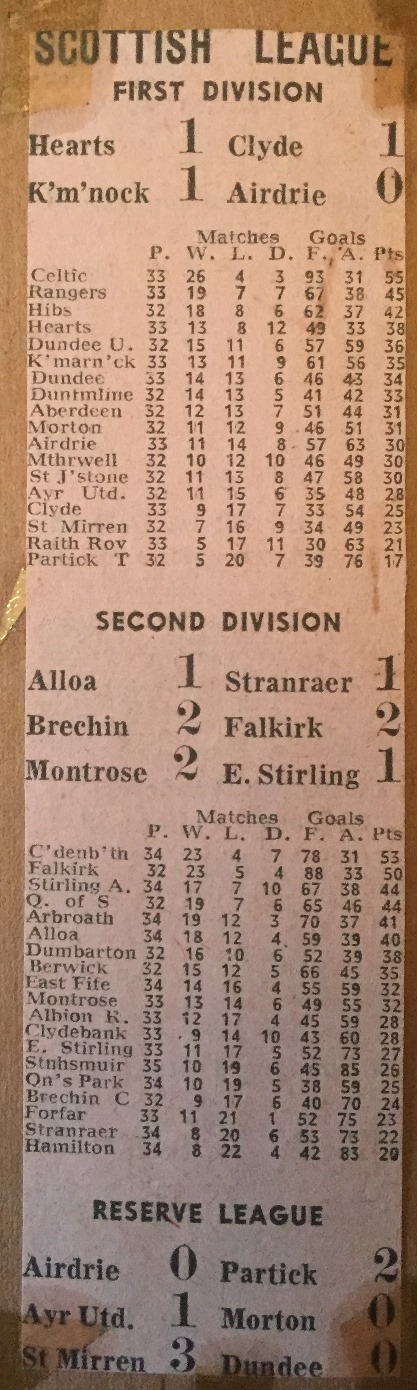 SCOTTISH LEAGUE
FIRST DIVISION
Hearts 1 Clyde 1
K'm'nock 1 Airdrie 0
Matches Goals
P. W. L. D. F. A. Pts
Celtic 33 26 4 3 93 31 55
Rangers 33 19 7 7 67 38 45
Hibs 32 18 8 6 62 37 42
Hearts 33 13 8 12 49 33 38
Dundee U. 32 15 11 6 57 59 36
K'marn'ck 33 13 11 9 61 56 35
Dundee 33 14 13 6 46 43 34
Dunfmline 32 14 13 5 41 42 33
Aberdeen 32 12 13 7 51 44 31
Morton 32 11 12 9 46 51 31
Airdrie 33 11 14 8 57 63 30
Mthrwell 32 10 12 10 46 49 30
St J'stone 32 11 13 8 47 58 30
Ayr Utd. 32 11 15 6 35 48 28
Clyde 33 9 17 7 33 54 25
St Mirren 32 7 16 9 34 49 23
Raith Rov 33 5 17 11 30 63 21
Partick T 32 5 20 7 39 76 17
SECOND DIVISION
Alloa 1 Stranraer 1
Brechin 2 Falkirk 2
Montrose 2 E. Stirling 1
Matches Goals
P. W. L. D. F. A. Pts
C'denb'th 34 23 4 7 78 31 53
Falkirk 32 23 5 4 88 33 50
Stirling A. 34 17 7 10 67 38 44
Q. of S 32 19 7 6 65 46 44
Arbroath 34 19 12 3 70 37 41
Alloa 34 18 12 4 59 39 40
Dumbarton 32 16 10 6 52 39 38
Berwick 32 15 12 5 66 45 35
East Fife 34 14 16 4 55 59 32
Montrose 33 13 14 6 49 55 32
Albion R. 33 12 17 4 45 59 28
Clydebank 33 9 14 10 43 60 28
E. Stirling 33 11 17 5 52 73 27
Stnhsmuir 35 10 19 6 45 85 26
Qn's Park 34 10 19 5 38 59 25
Brechin C 32 9 17 6 40 70 24
Forfar 33 11 21 1 52 75 23
Stranraer 34 8 20 6 53 73 22
Hamilton 34 8 22 4 42 83 20
RESERVE LEAGUE
Airdrie 0 Partick 2
Ayr Utd. 1 Morton 0
St Mirren 3 Dundee 0